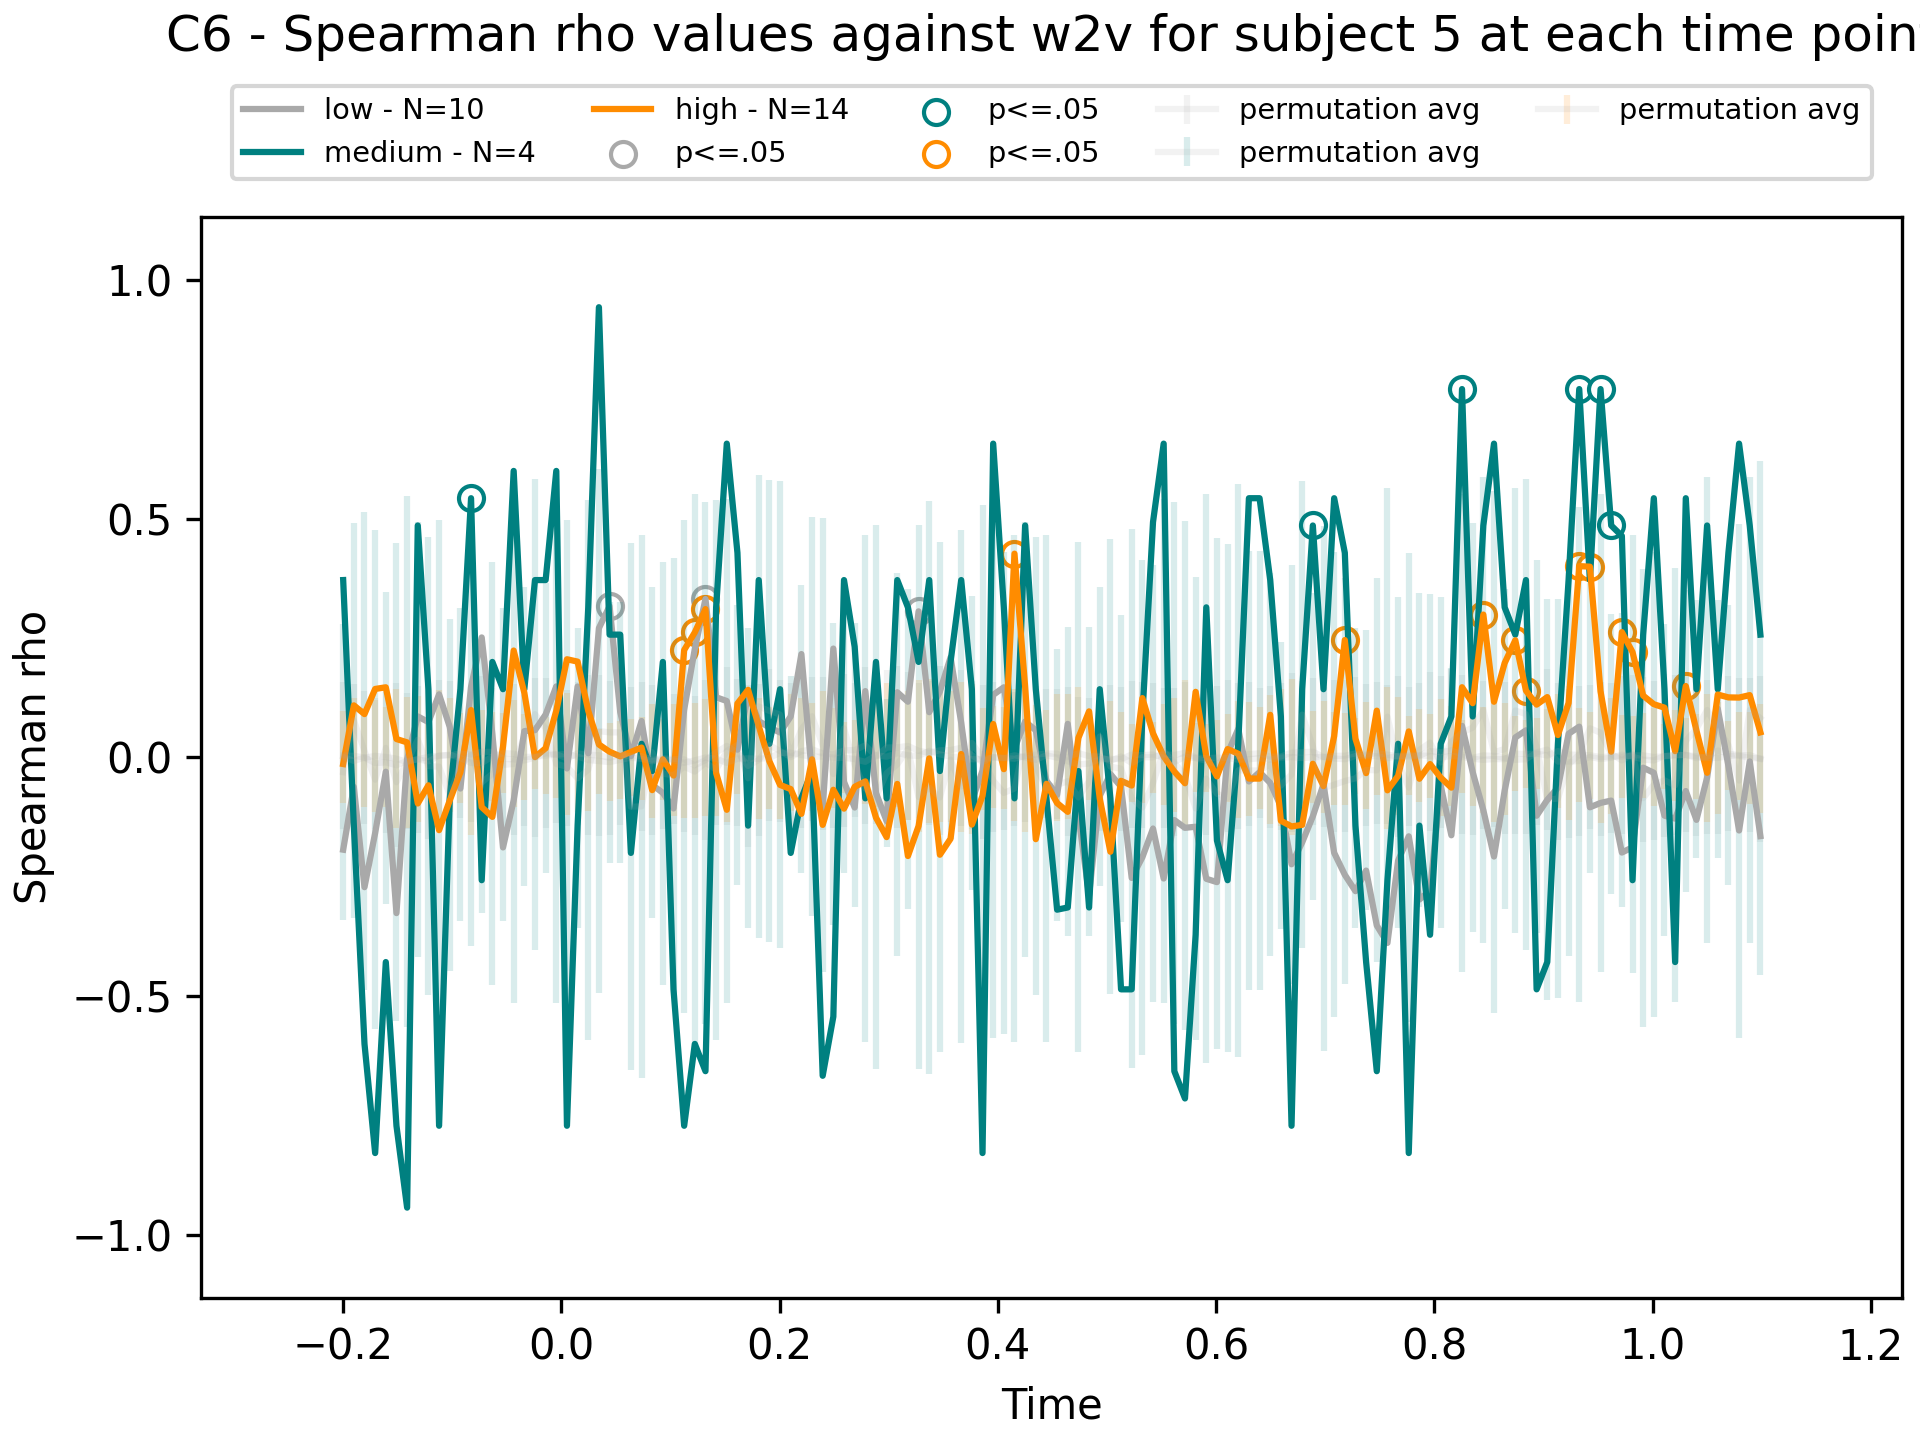 C6 - Spearman rho values against w2v for subject 5 at each time poin
low - N=10
medium - N=4
high - N=14
p<=.05
p<=.05
p<=.05
permutation avg
permutation avg
permutation avg
Spearman rho
1.0
0.5
0.0
−0.5
−1.0
−0.2 0.0 0.2 0.4 0.6 0.8 1.0 1.2
Time